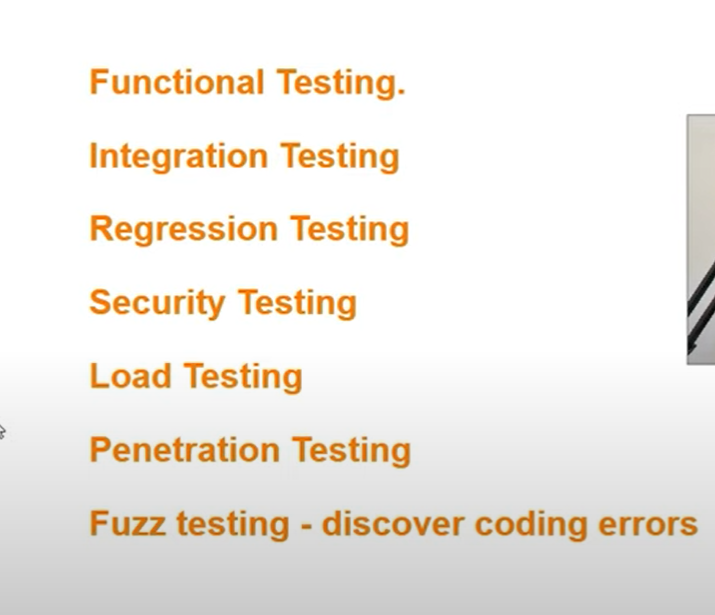 Functional Testing.
Integration Testing
Regression Testing
Security Testing
Load Testing
Penetration Testing
Fuzz testing - discover coding errors